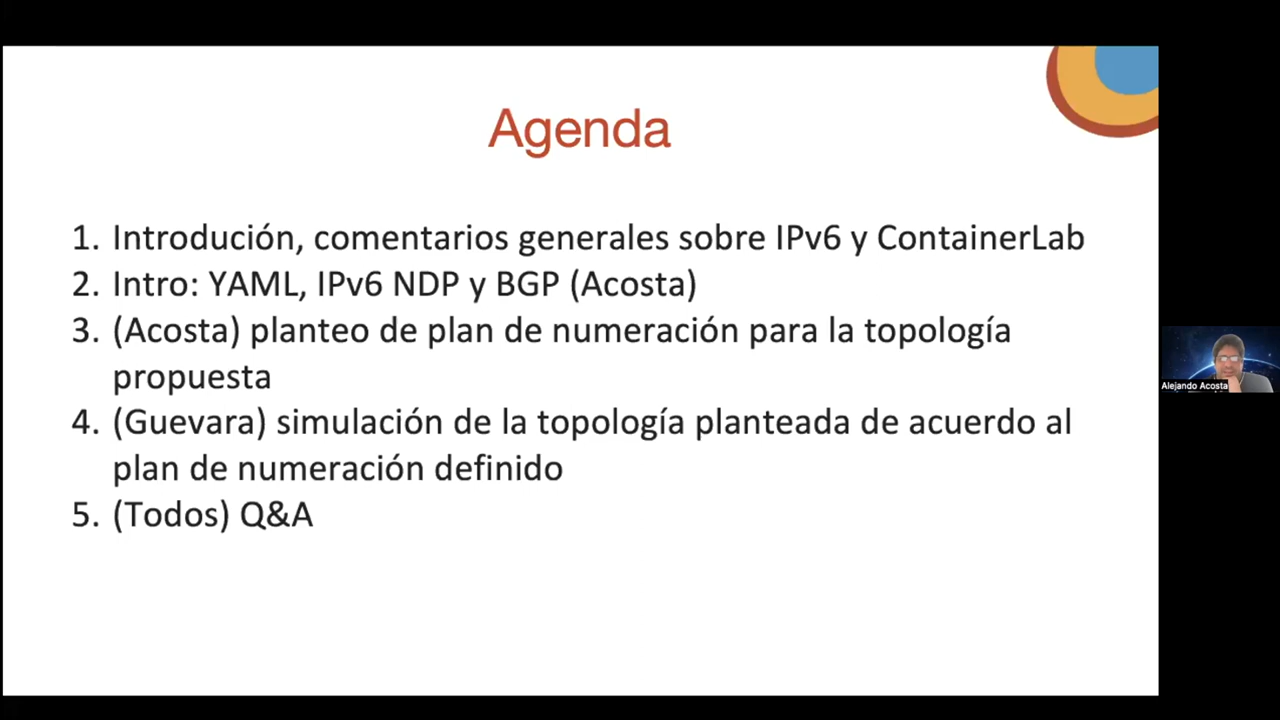 Agenda
1. Introdución, comentarios generales sobre IPv6 y ContainerLab
2. Intro: YAML, IPv6 NDP y BGP (Acosta)
3. (Acosta) planteo de plan de numeración para la topología
propuesta
4. (Guevara) simulación de la topología planteada de acuerdo al
plan de numeración definido
5. (Todos) Q&A
Alejando Acosta